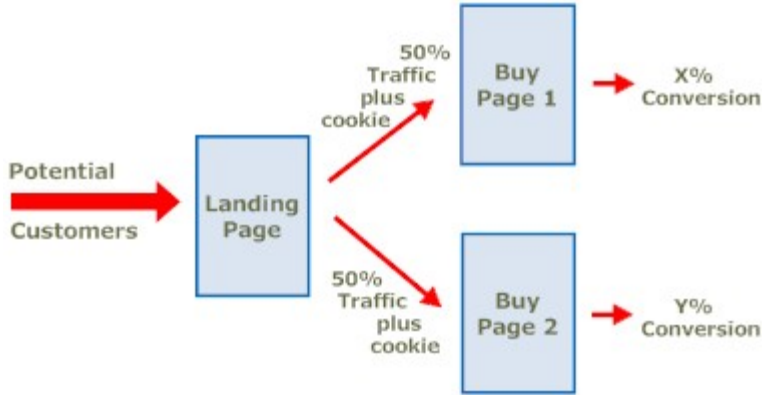 Potential
Customers
Landing
Page
50%
Traffic
plus
cookie
Buy
Page 1
X%
Conversion
50%
Traffic
plus
cookie
Buy
Page 2
Y%
Conversion